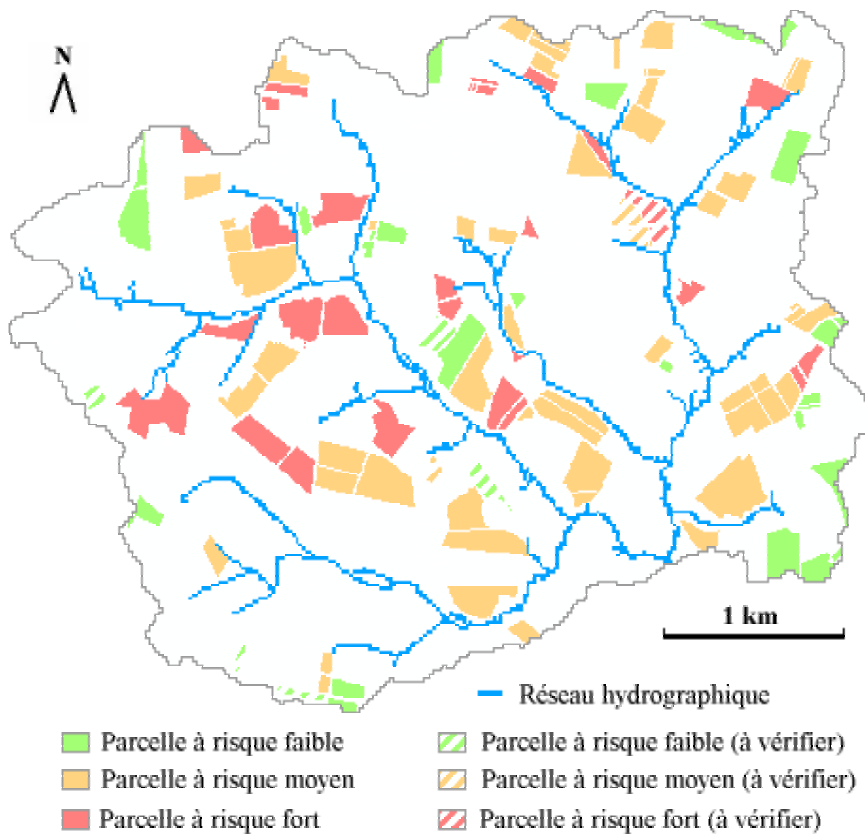 N
1 km
Réseau hydrographique
Parcelle à risque faible
Parcelle à risque faible (à vérifier)
Parcelle à risque moyen
Parcelle à risque moyen (à vérifier)
Parcelle à risque fort
Parcelle à risque fort (à vérifier)